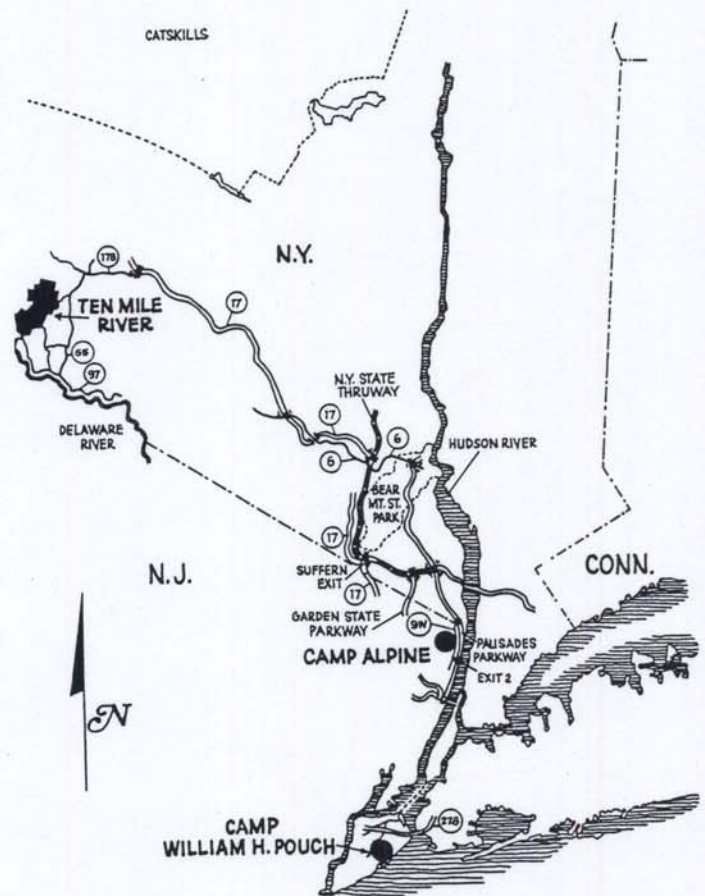 CATSKILLS
N.Y.
17B
17
TEN MILE
RIVER
55
97
N.Y. STATE
THRUWAY
DELAWARE
RIVER
17
6
6
HUDSON RIVER
BEAR
MT. ST.
PARK
17
CONN.
N.J.
SUFFERN
EXIT
17
GARDEN STATE
PARKWAY
9W
PALISADES
PARKWAY
CAMP ALPINE
EXIT 2
N
CAMP
WILLIAM H. POUCH
278